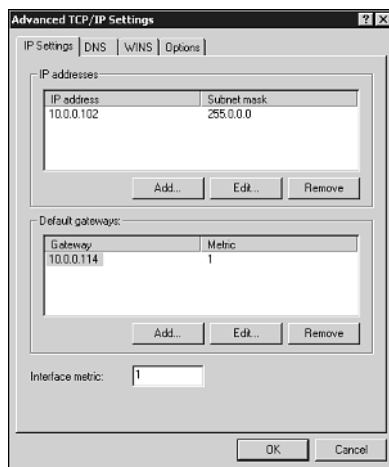 Advanced TCP/IP Settings
IP Settings DNS WINS Options
IP addresses
IP address Subnet mask
10.0.0.102 255.0.0.0
Add... Edit... Remove
Default gateways:
Gateway Metric
10.0.0.114 1
Add... Edit... Remove
Interface metric: 1
OK Cancel